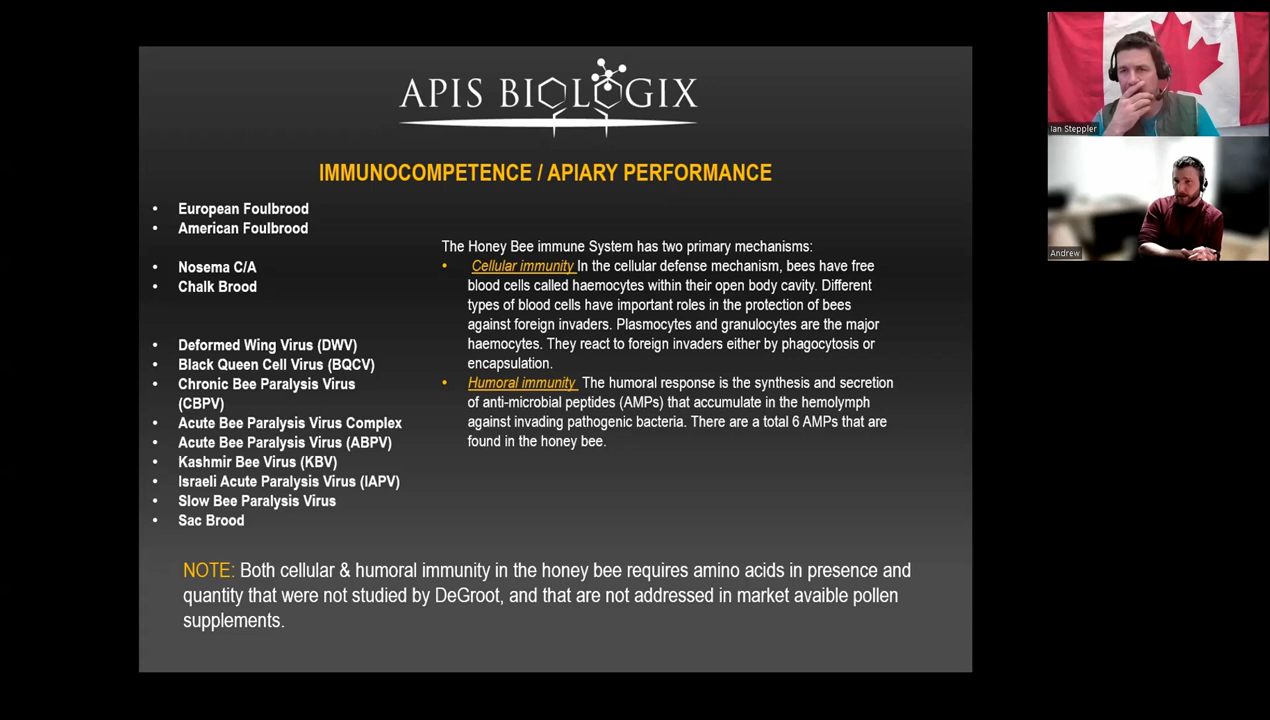 APIS BIOLOGIX
IMMUNOCOMPETENCE / APIARY PERFORMANCE
• European Foulbrood
• American Foulbrood
• Nosema C/A
• Chalk Brood
• Deformed Wing Virus (DWV)
• Black Queen Cell Virus (BQCV)
• Chronic Bee Paralysis Virus
(CBPV)
• Acute Bee Paralysis Virus Complex
• Acute Bee Paralysis Virus (ABPV)
• Kashmir Bee Virus (KBV)
• Israeli Acute Paralysis Virus (IAPV)
• Slow Bee Paralysis Virus
• Sac Brood
The Honey Bee immune System has two primary mechanisms:
• Cellular immunity In the cellular defense mechanism, bees have free
blood cells called haemocytes within their open body cavity. Different
types of blood cells have important roles in the protection of bees
against foreign invaders. Plasmocytes and granulocytes are the major
haemocytes. They react to foreign invaders either by phagocytosis or
encapsulation.
• Humoral immunity The humoral response is the synthesis and secretion
of anti-microbial peptides (AMPs) that accumulate in the hemolymph
against invading pathogenic bacteria. There are a total 6 AMPs that are
found in the honey bee.
NOTE: Both cellular & humoral immunity in the honey bee requires amino acids in presence and
quantity that were not studied by DeGroot, and that are not addressed in market avaible pollen
supplements.
Ian Steppler
Andrew